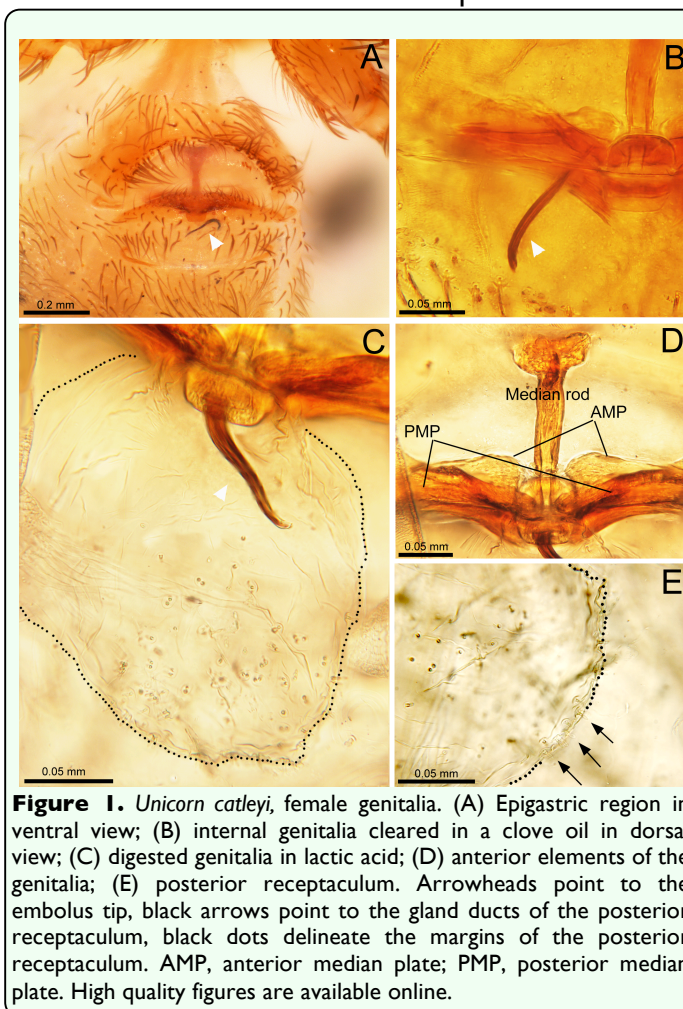 A
B
0.2 mm
0.05 mm
C
D
Median rod
AMP
PMP
0.05 mm
E
0.05 mm
0.05 mm
Figure 1. Unicorn catleyi, female genitalia. (A) Epigastric region in
ventral view; (B) internal genitalia cleared in a clove oil in dorsa
view; (C) digested genitalia in lactic acid; (D) anterior elements of the
genitalia; (E) posterior receptaculum. Arrowheads point to the
embolus tip, black arrows point to the gland ducts of the posterior
receptaculum, black dots delineate the margins of the posterior
receptaculum. AMP, anterior median plate; PMP, posterior median
plate. High quality figures are available online.